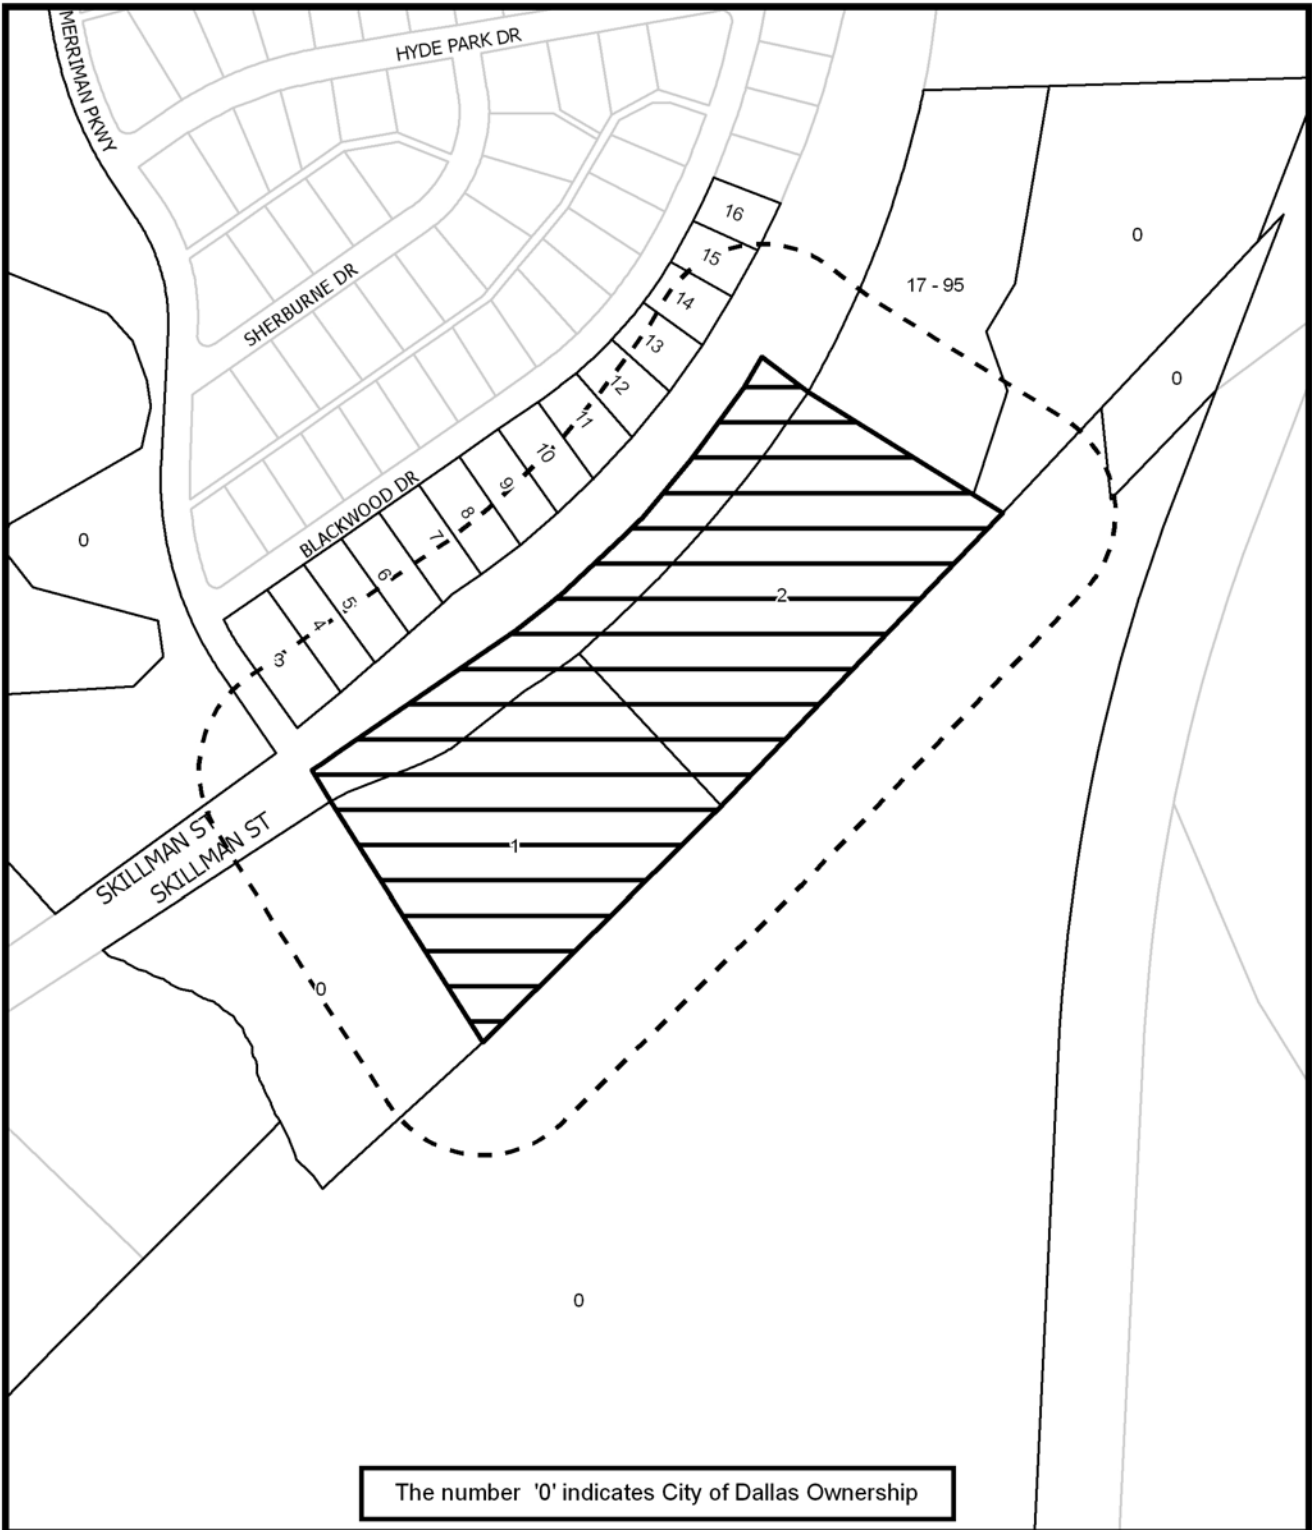 MERRIMAN PKWY
HYDE PARK DR
16
0
15
17 - 95
14
SHERBURNE DR
13
0
12
11
10
BLACKWOOD DR
9
8
0
7
6
2
5
4
3
SKILLMAN ST
SKILLMAN ST
1
0
0
The number '0' indicates City of Dallas Ownership